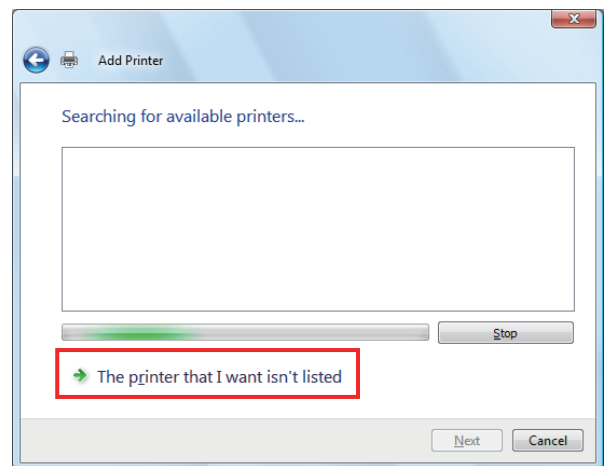 Add Printer
Searching for available printers...
Stop
The printer that I want isn't listed
Next Cancel